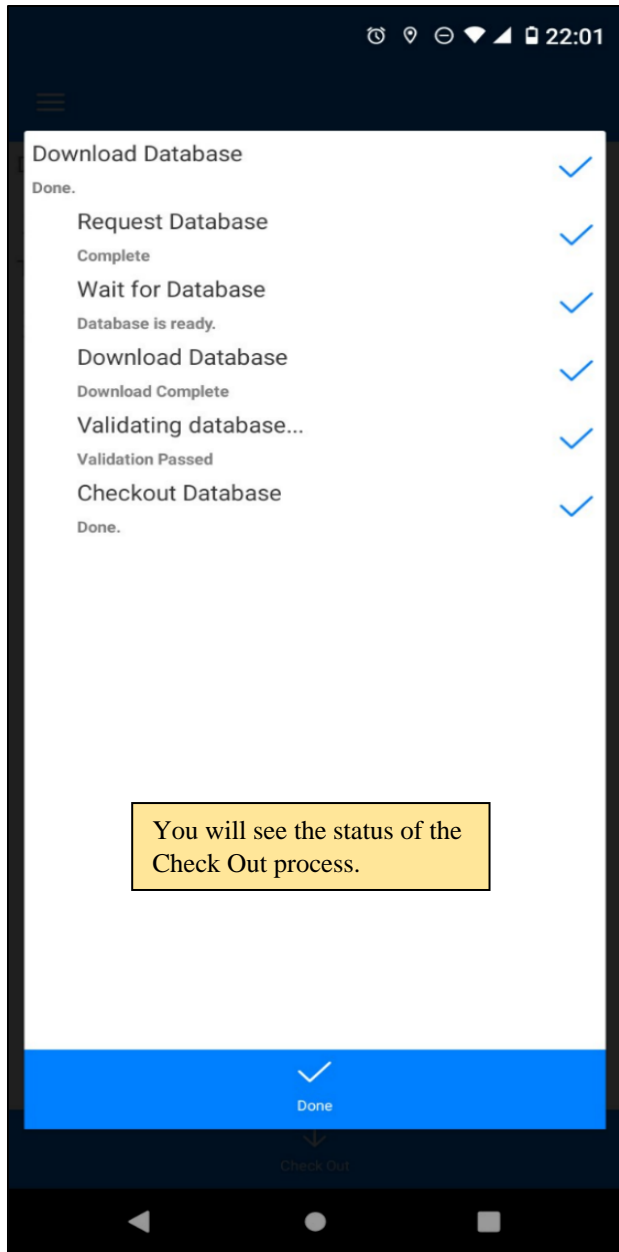 22:01
Download Database
Done.
Request Database
Complete
Wait for Database
Database is ready.
Download Database
Download Complete
Validating database...
Validation Passed
Checkout Database
Done.
You will see the status of the
Check Out process.
Done
Check Out